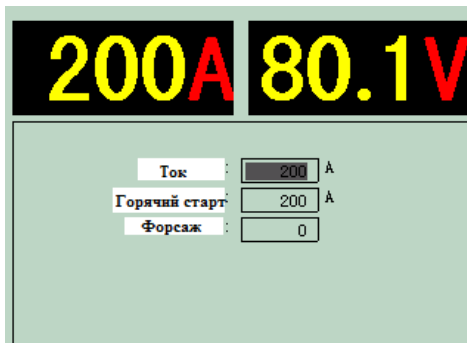 200A 80.1V
Ток : 200 A
Горячий старт: 200 A
Форсаж : 0